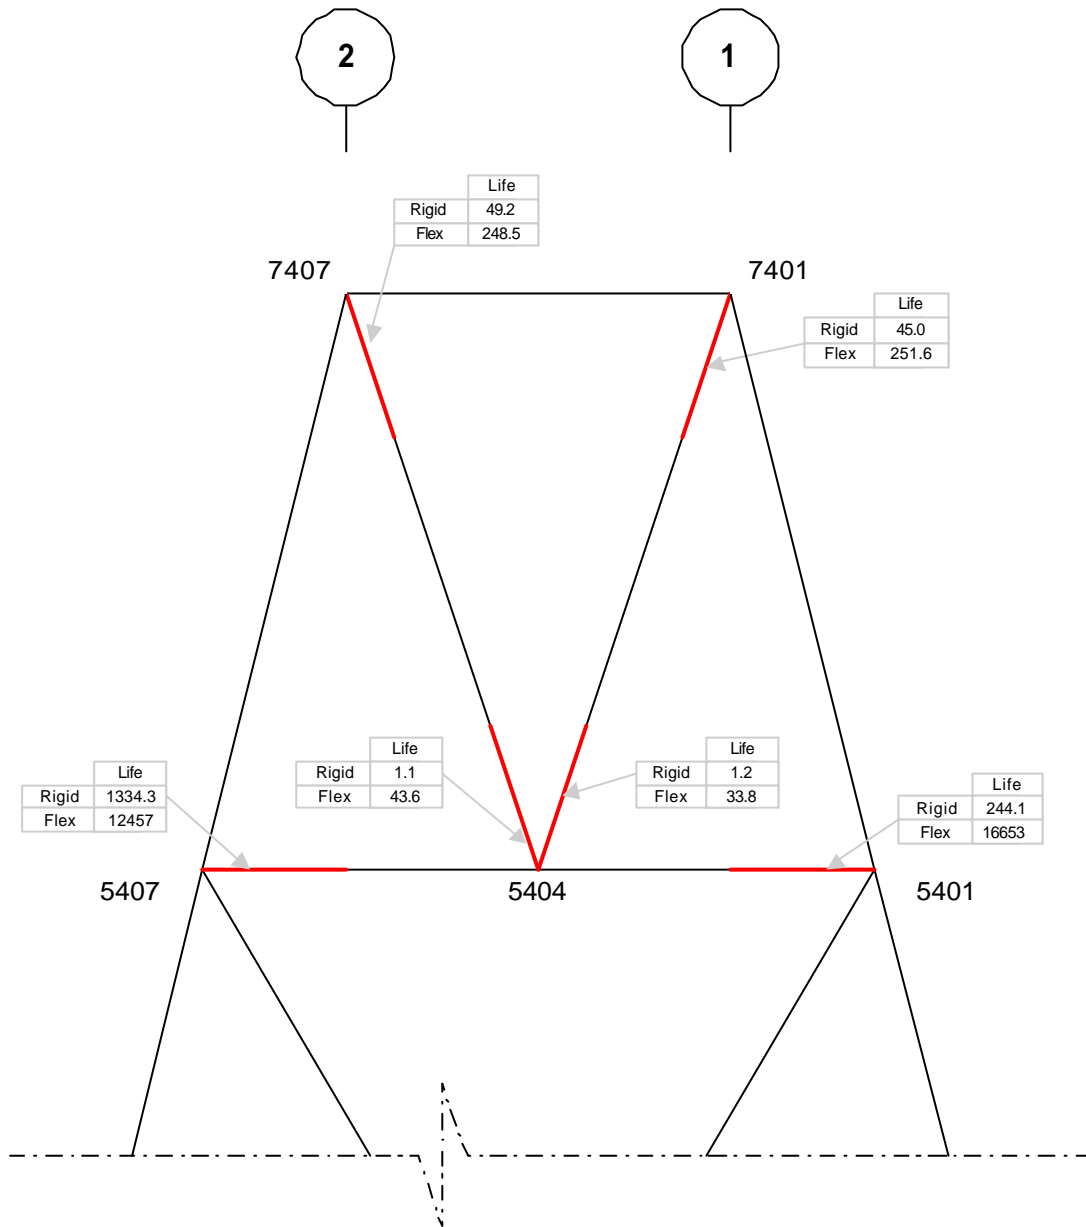 2
1
Life
Rigid 49.2
Flex 248.5
7407
7401
Life
Rigid 45.0
Flex 251.6
Life
Rigid 1334.3
Flex 12457
Life
Rigid 1.1
Flex 43.6
Life
Rigid 1.2
Flex 33.8
Life
Rigid 244.1
Flex 16653
5407
5404
5401